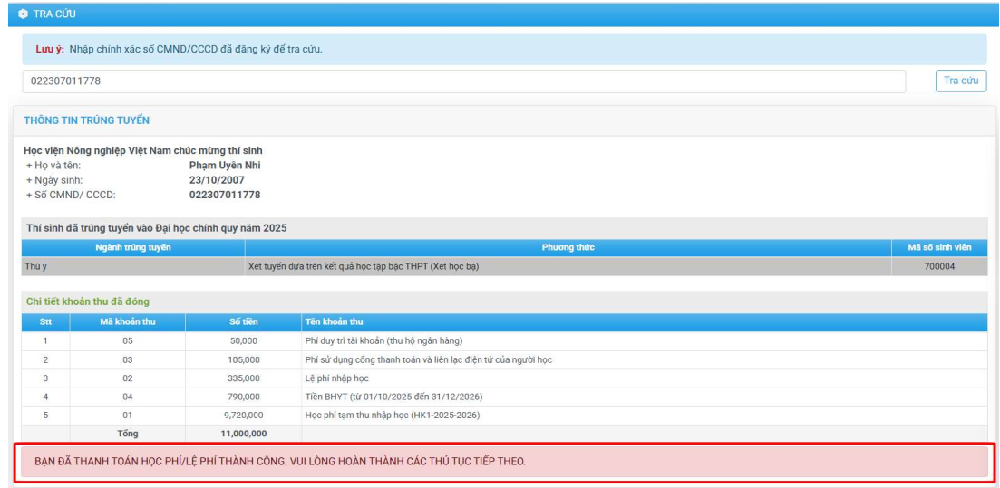 TRA CỨU
Lưu ý: Nhập chính xác số CMND/CCCD đã đăng ký để tra cứu.
022307011778 Tra cứu
THÔNG TIN TRÚNG TUYỂN
Học viện Nông nghiệp Việt Nam chúc mừng thí sinh
+ Họ và tên: Phạm Uyên Nhi
+ Ngày sinh: 23/10/2007
+ Số CMND/ CCCD: 022307011778
Thí sinh đã trúng tuyển vào Đại học chính quy năm 2025
Ngành trúng tuyển Phương thức Mã số sinh viên
Thú y Xét tuyển dựa trên kết quả học tập bậc THPT (Xét học bạ) 700004
Chi tiết khoản thu đã đóng
Stt Mã khoản thu Số tiền Tên khoản thu
1 05 50,000 Phí duy trì tài khoản (thu hộ ngân hàng)
2 03 105,000 Phí sử dụng cổng thanh toán và liên lạc điện tử của người học
3 02 335,000 Lệ phí nhập học
4 04 790,000 Tiền BHYT (từ 01/10/2025 đến 31/12/2026)
5 01 9,720,000 Học phí tạm thu nhập học (HK1-2025-2026)
Tổng 11,000,000
BẠN ĐÃ THANH TOÁN HỌC PHÍ/LỆ PHÍ THÀNH CÔNG. VUI LÒNG HOÀN THÀNH CÁC THỦ TỤC TIẾP THEO.